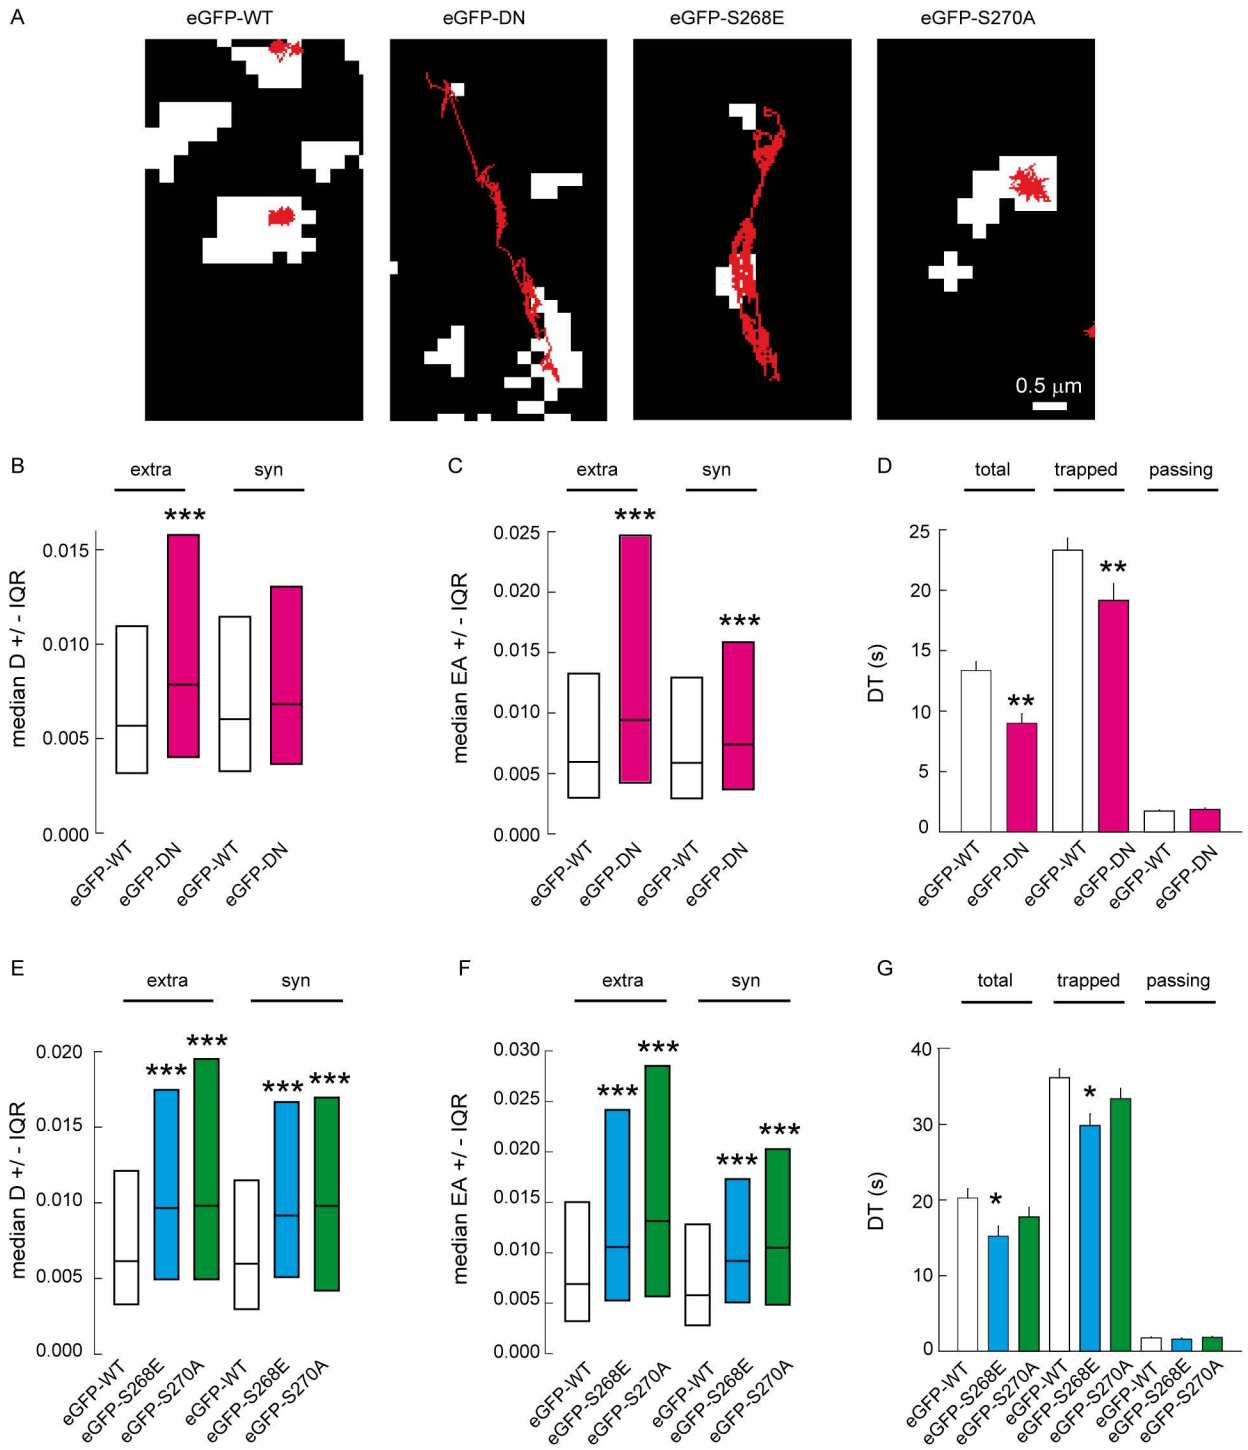 A
eGFP-WT
eGFP-DN
eGFP-S268E
eGFP-S270A
0.5 μm
B
extra
syn
median D +/- IQR
0.015
0.010
0.005
0.000
***
eGFP-WT
eGFP-DN
eGFP-WT
eGFP-DN
C
extra
syn
median EA +/- IQR
0.025
0.020
0.015
0.010
0.005
0.000
***
***
eGFP-WT
eGFP-DN
eGFP-WT
eGFP-DN
D
total
trapped
passing
DT (s)
25
20
15
10
5
0
**
**
eGFP-WT
eGFP-DN
eGFP-WT
eGFP-DN
eGFP-WT
eGFP-DN
E
extra
syn
median D +/- IQR
0.020
0.015
0.010
0.005
0.000
***
***
***
***
eGFP-WT
eGFP-S268E
eGFP-S270A
eGFP-WT
eGFP-S268E
eGFP-S270A
F
extra
syn
median EA +/- IQR
0.030
0.025
0.020
0.015
0.010
0.005
0.000
***
***
***
***
eGFP-WT
eGFP-S268E
eGFP-S270A
eGFP-WT
eGFP-S268E
eGFP-S270A
G
total
trapped
passing
DT (s)
40
30
20
10
0
*
*
eGFP-WT
eGFP-S268E
eGFP-S270A
eGFP-WT
eGFP-S268E
eGFP-S270A
eGFP-WT
eGFP-S268E
eGFP-S270A